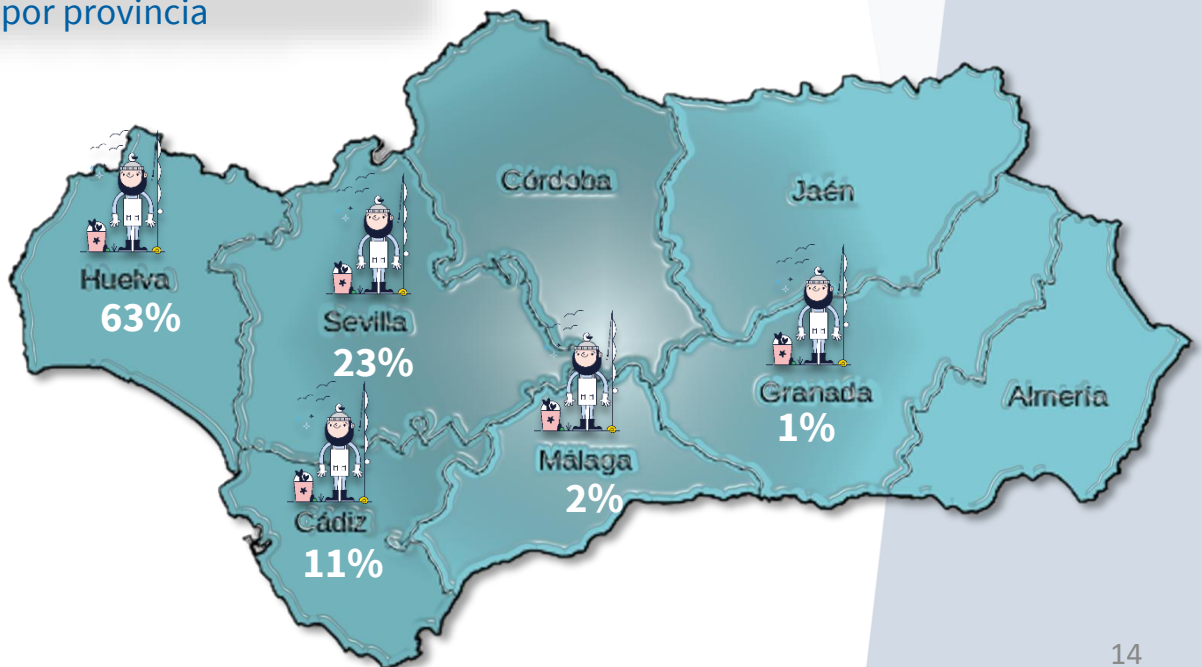 por provincia
Córdoba
Jaén
Huelva
63%
Sevilla
23%
Granada
1%
Almería
Málaga
2%
Cádiz
11%
14